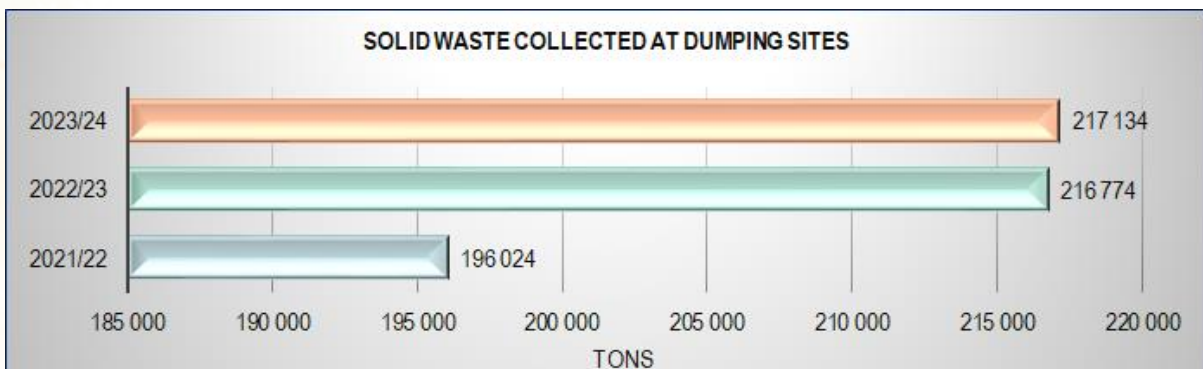 SOLID WASTE COLLECTED AT DUMPING SITES
2023/24
217 134
2022/23
216 774
2021/22
196 024
185 000 190 000 195 000 200 000 205 000 210 000 215 000 220 000
TONS